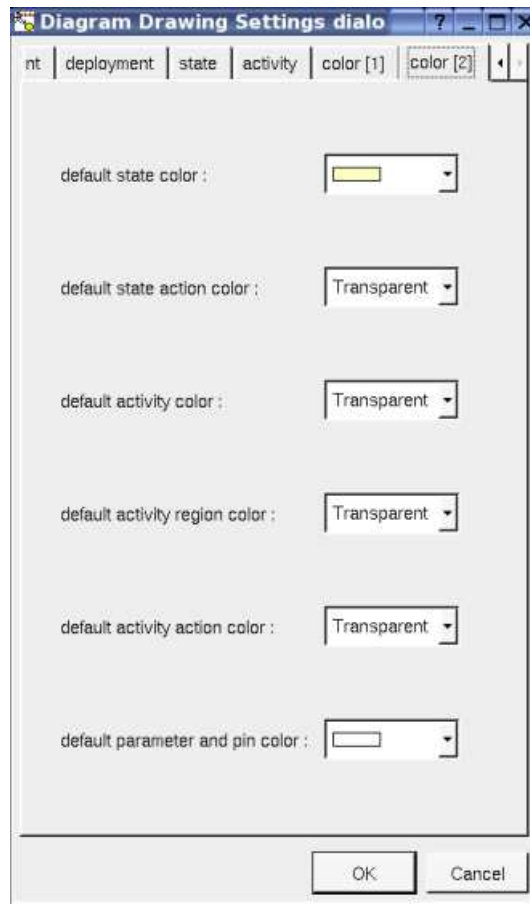 Diagram Drawing Settings dialo
nt deployment state activity color [1] color [2]
default state color :
default state action color : Transparent
default activity color : Transparent
default activity region color : Transparent
default activity action color : Transparent
default parameter and pin color :
OK Cancel